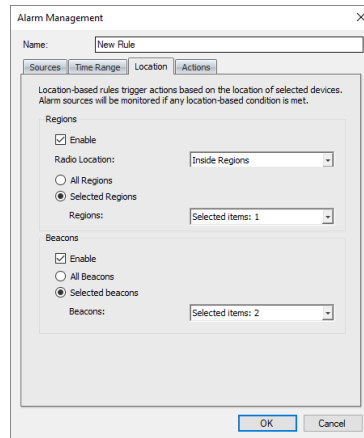 Alarm Management
Name: New Rule
Sources Time Range Location Actions
Location-based rules trigger actions based on the location of selected devices.
Alarm sources will be monitored if any location-based condition is met.
Regions
Enable
Radio Location: Inside Regions
All Regions
Selected Regions
Regions: Selected items: 1
Beacons
Enable
All Beacons
Selected beacons
Beacons: Selected items: 2
OK Cancel